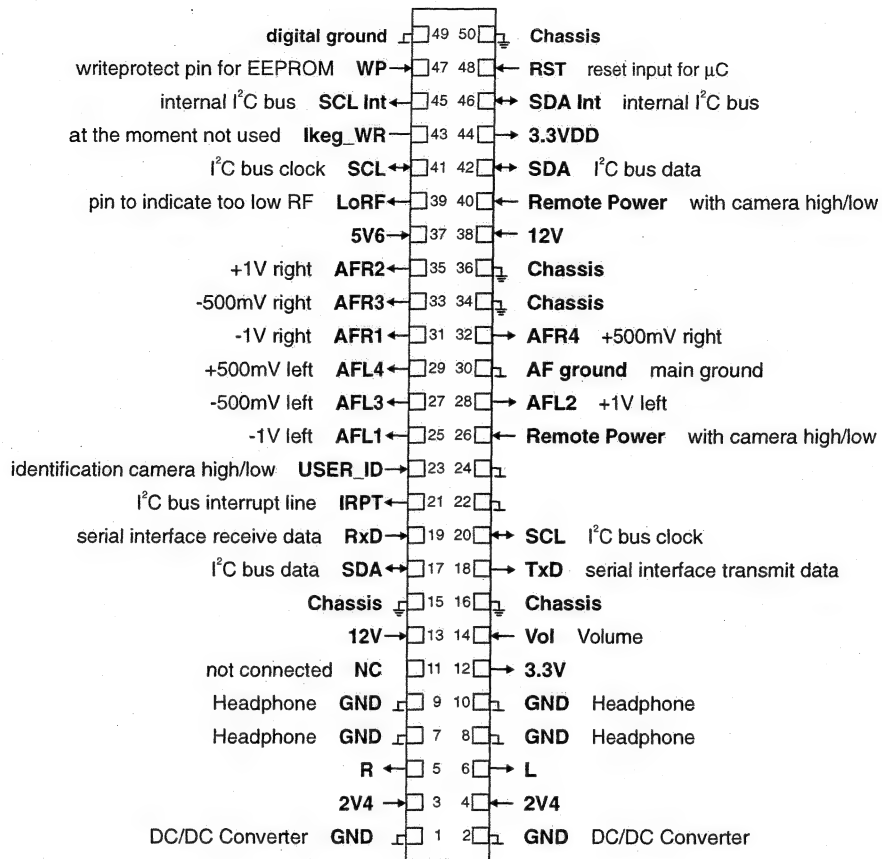 digital ground 49 50 Chassis
writeprotect pin for EEPROM WP 47 48 RST reset input for µC
internal I²C bus SCL Int 45 46 SDA Int internal I²C bus
at the moment not used Ikeg_WR 43 44 3.3VDD
I²C bus clock SCL 41 42 SDA I²C bus data
pin to indicate too low RF LoRF 39 40 Remote Power with camera high/low
5V6 37 38 12V
+1V right AFR2 35 36 Chassis
-500mV right AFR3 33 34 Chassis
-1V right AFR1 31 32 AFR4 +500mV right
+500mV left AFL4 29 30 AF ground main ground
-500mV left AFL3 27 28 AFL2 +1V left
-1V left AFL1 25 26 Remote Power with camera high/low
identification camera high/low USER_ID 23 24
I²C bus interrupt line IRPT 21 22
serial interface receive data RxD 19 20 SCL I²C bus clock
I²C bus data SDA 17 18 TxD serial interface transmit data
Chassis 15 16 Chassis
12V 13 14 Vol Volume
not connected NC 11 12 3.3V
Headphone GND 9 10 GND Headphone
Headphone GND 7 8 GND Headphone
R 5 6 L
2V4 3 4 2V4
DC/DC Converter GND 1 2 GND DC/DC Converter